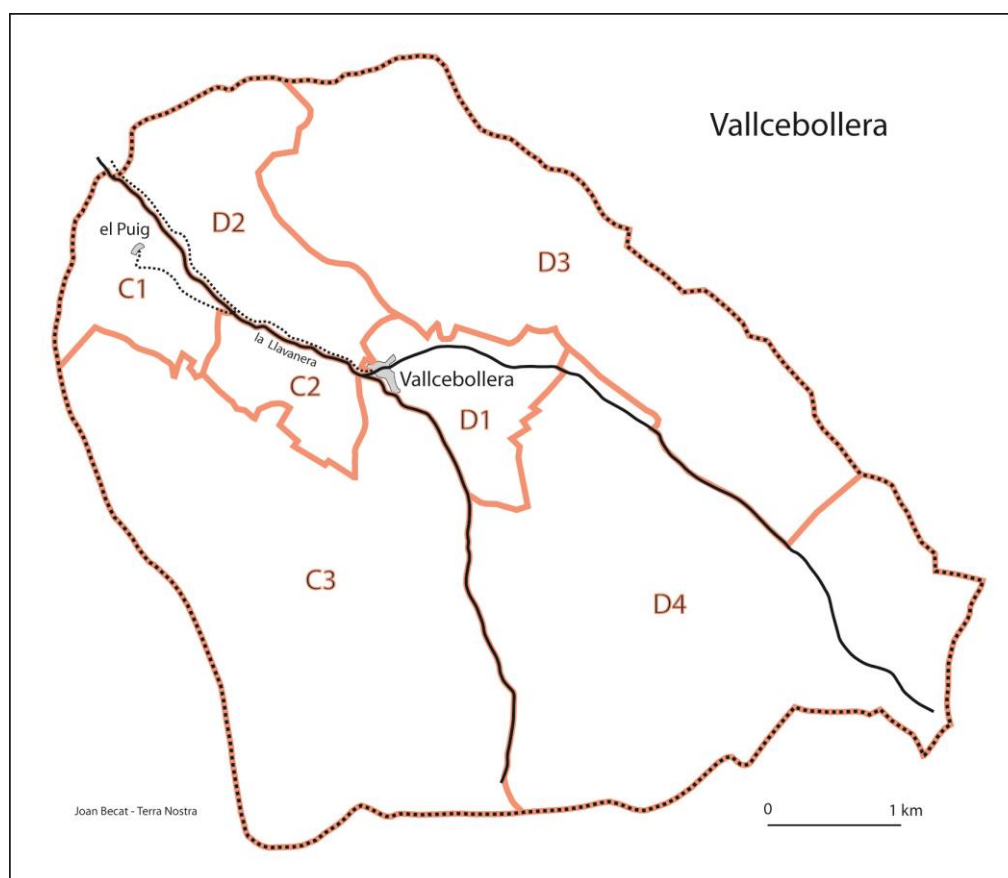 Vallcebollera
D2
el Puig
D3
C1
la Llavanera
Vallcebollera
C2
D1
C3
D4
Joan Becat - Terra Nostra
0 1 km